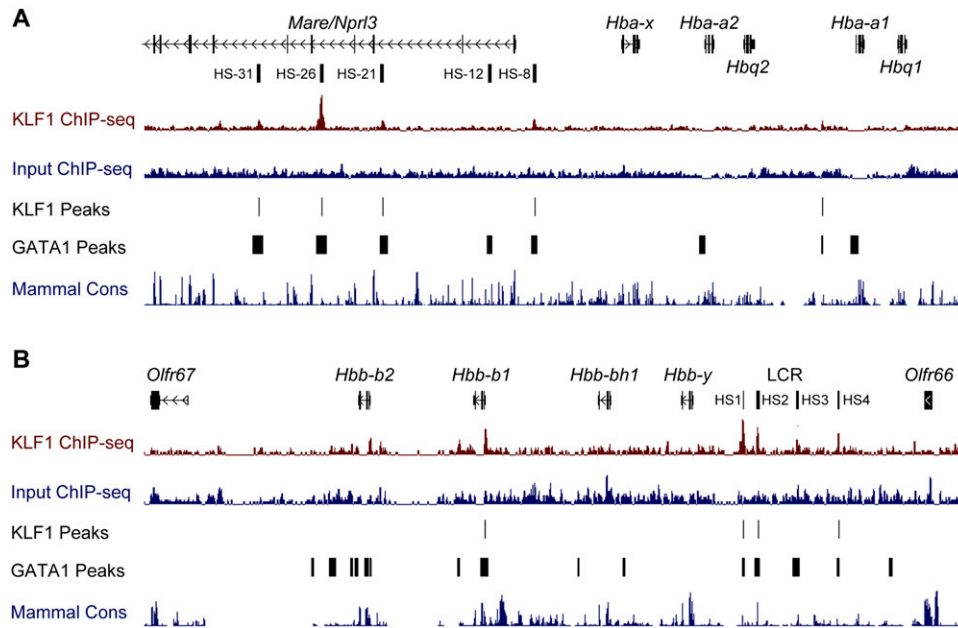 A
Mare/Nprl3 Hba-x Hba-a2 Hba-a1
Hbq2 Hbq1
HS-31 HS-26 HS-21 HS-12 HS-8
KLF1 ChIP-seq
Input ChIP-seq
KLF1 Peaks
GATA1 Peaks
Mammal Cons
B
Olfr67 Hbb-b2 Hbb-b1 Hbb-bh1 Hbb-y LCR Olfr66
HS1 HS2 HS3 HS4
KLF1 ChIP-seq
Input ChIP-seq
KLF1 Peaks
GATA1 Peaks
Mammal Cons